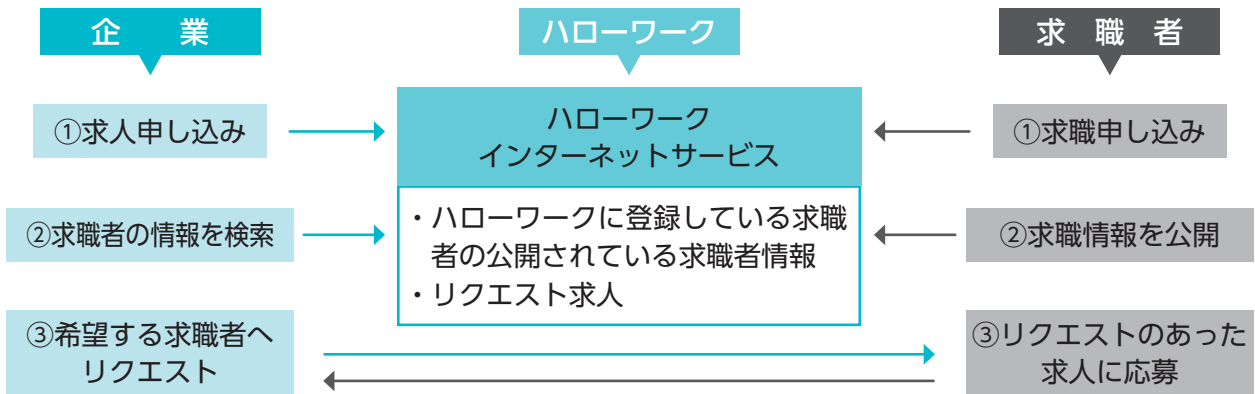 企　業
ハローワーク
求　職　者
①求人申し込み
ハローワーク
インターネットサービス
①求職申し込み
②求職者の情報を検索
・ハローワークに登録している求職
者の公開されている求職者情報
・リクエスト求人
②求職情報を公開
③希望する求職者へ
リクエスト
③リクエストのあった
求人に応募